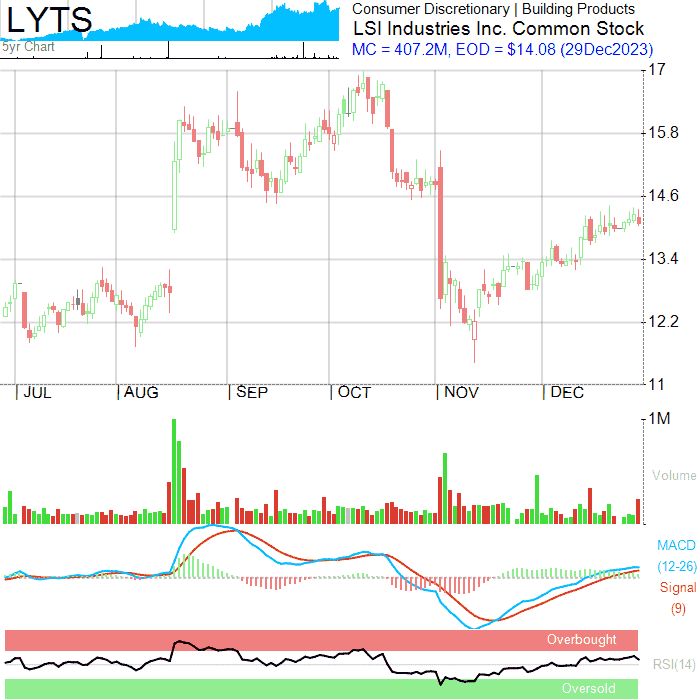 LYTS
5yr Chart
Consumer Discretionary | Building Products
LSI Industries Inc. Common Stock
MC = 407.2M, EOD = $14.08 (29Dec2023)
17
15.8
14.6
13.4
12.2
11
|JUL |AUG |SEP |OCT |NOV |DEC
1M
Volume
MACD
(12-26)
Signal
(9)
Overbought
RSI(14)
Oversold